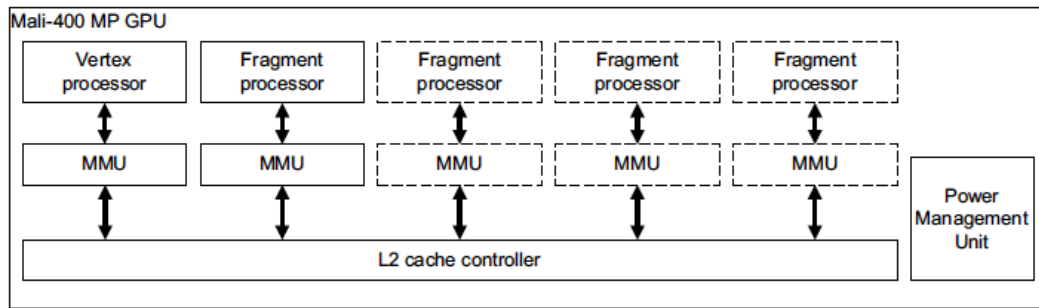 Mali-400 MP GPU
Vertex
processor
Fragment
processor
Fragment
processor
Fragment
processor
Fragment
processor
MMU
MMU
MMU
MMU
MMU
Power
Management
Unit
L2 cache controller